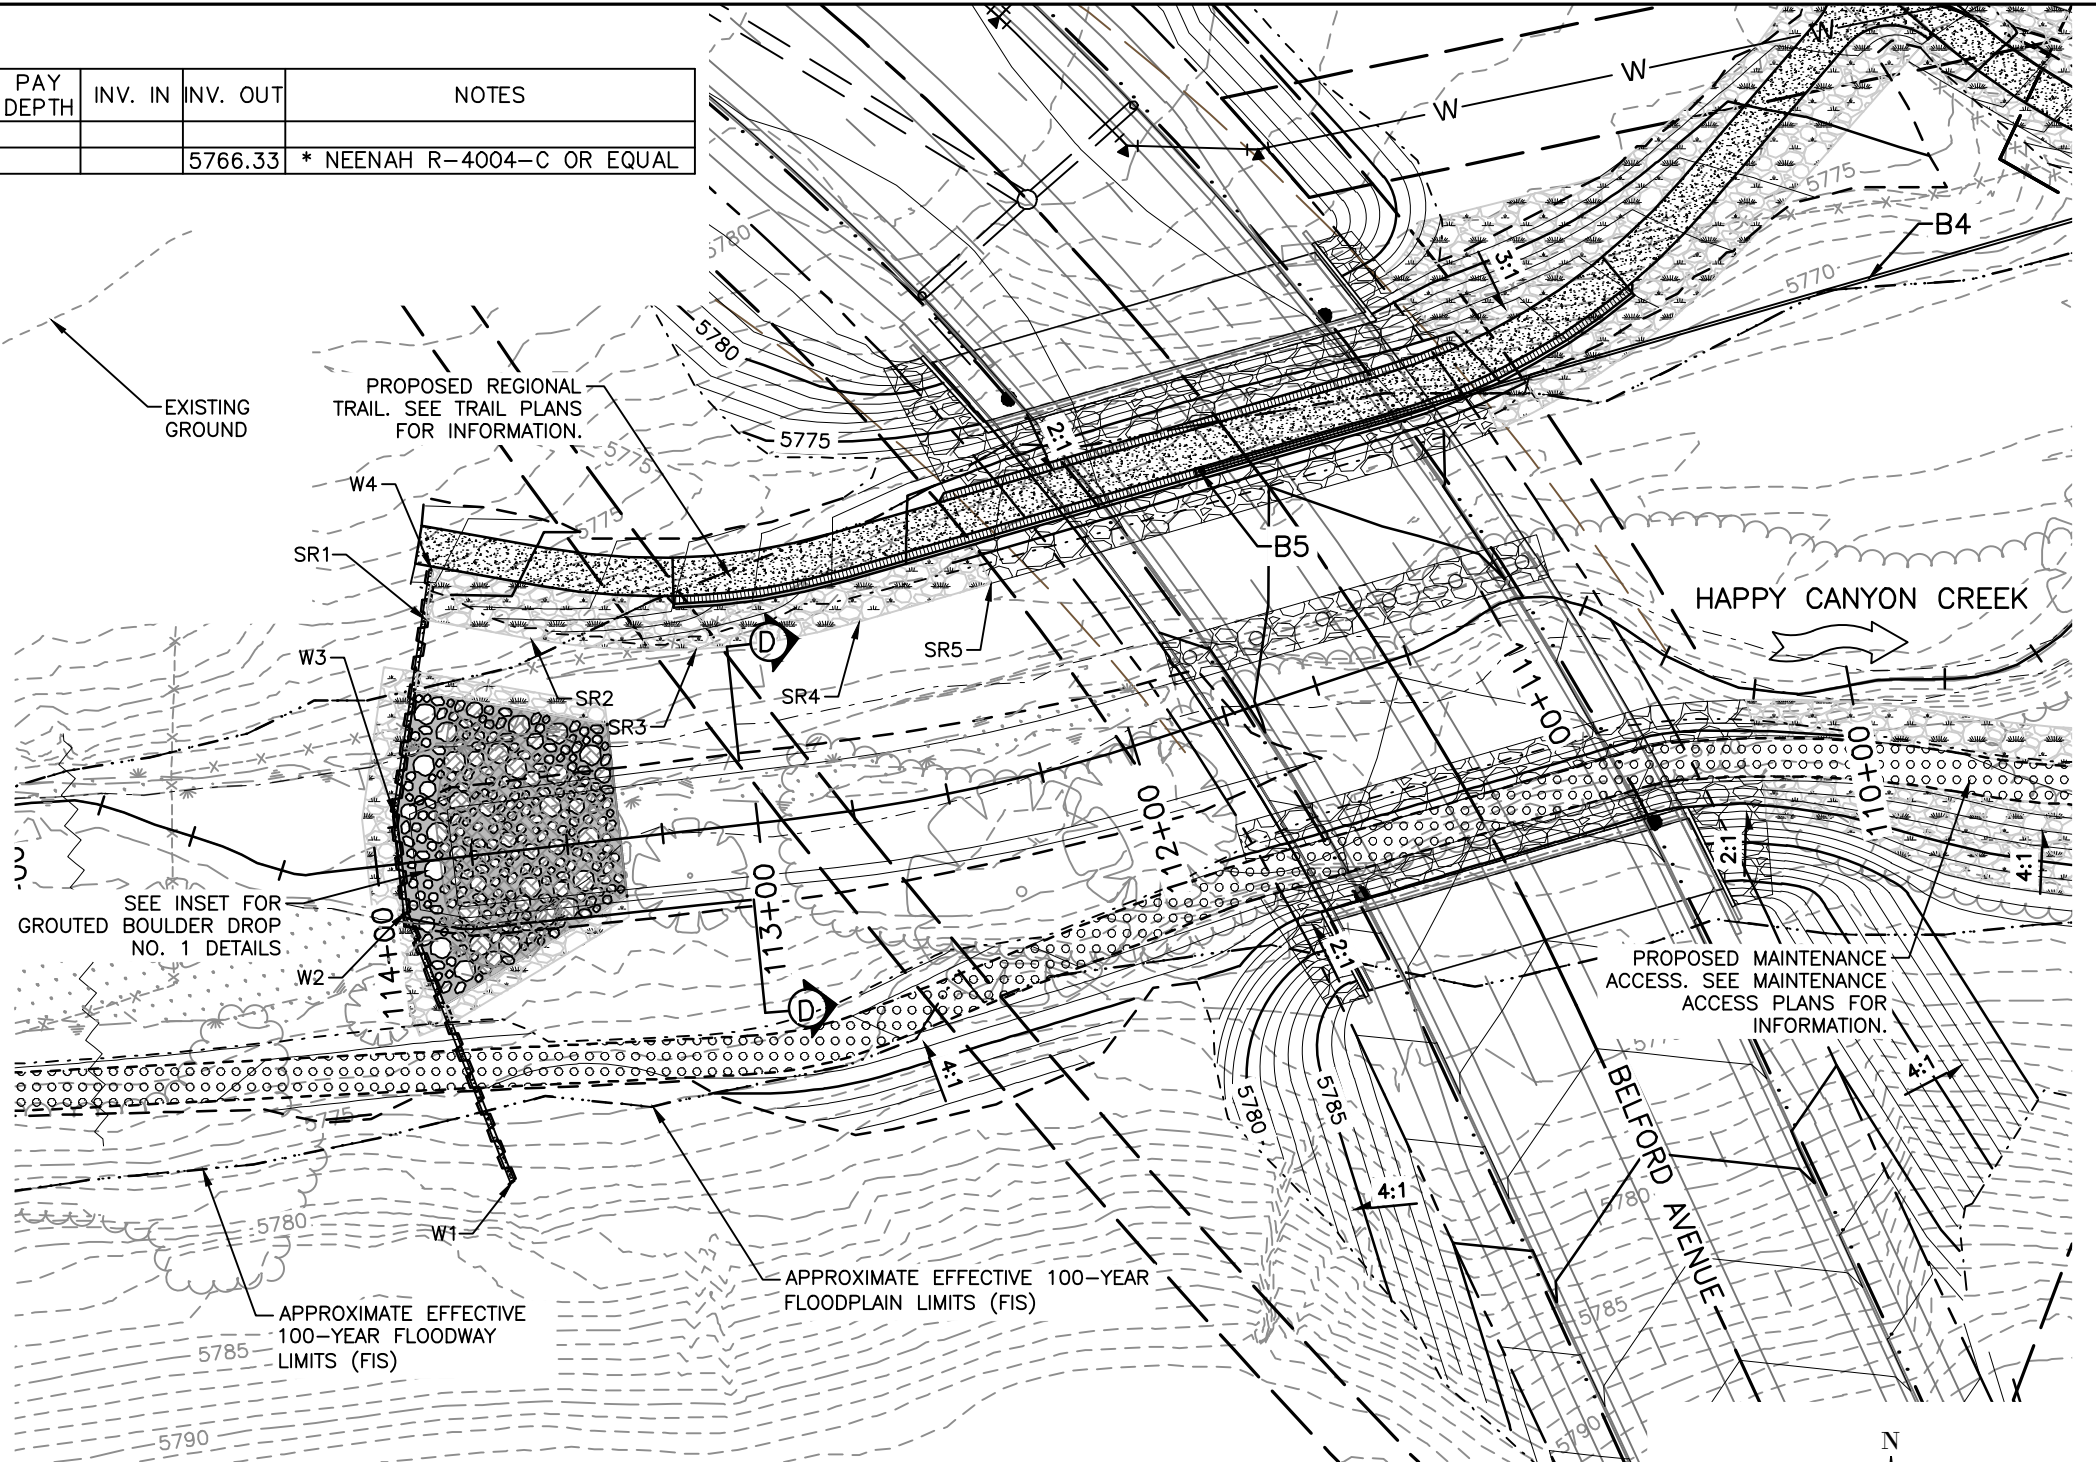 PAY
DEPTH
INV. IN
INV. OUT
NOTES
5766.33
* NEENAH R-4004-C OR EQUAL
W
W
W
5775
B4
5770
3:1
5780
5780
EXISTING
GROUND
PROPOSED REGIONAL
TRAIL. SEE TRAIL PLANS
FOR INFORMATION.
5775
2:1
5775
5775
W4
SR1
B5
HAPPY CANYON CREEK
D
SR5
W3
SR2
SR3
SR4
111+00
110+00
112+00
113+00
114+00
2:1
4:1
SEE INSET FOR
GROUTED BOULDER DROP
NO. 1 DETAILS
W2
D
2:1
PROPOSED MAINTENANCE
ACCESS. SEE MAINTENANCE
ACCESS PLANS FOR
INFORMATION.
4:1
4:1
5775
5780
5785
BELFORD AVENUE
4:1
5780
5780
W1
APPROXIMATE EFFECTIVE 100-YEAR
FLOODPLAIN LIMITS (FIS)
APPROXIMATE EFFECTIVE
100-YEAR FLOODWAY
LIMITS (FIS)
5785
5785
5790
5790
N